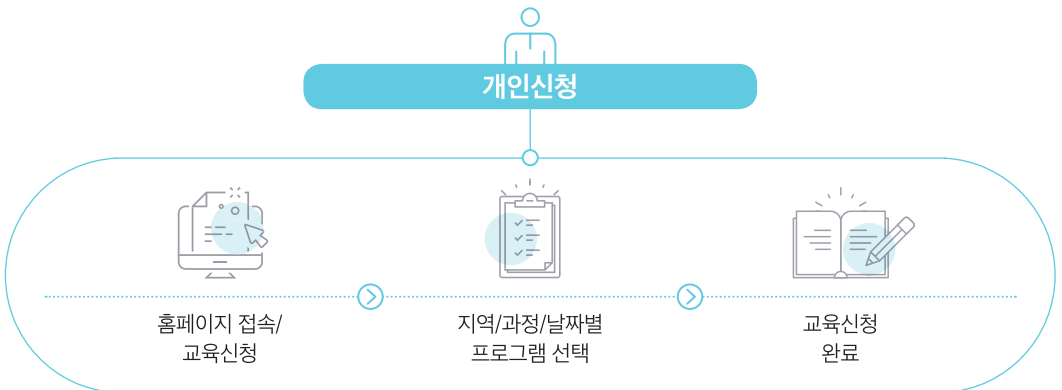 개인신청
홈페이지 접속/
교육신청
지역/과정/날짜별
프로그램 선택
교육신청
완료